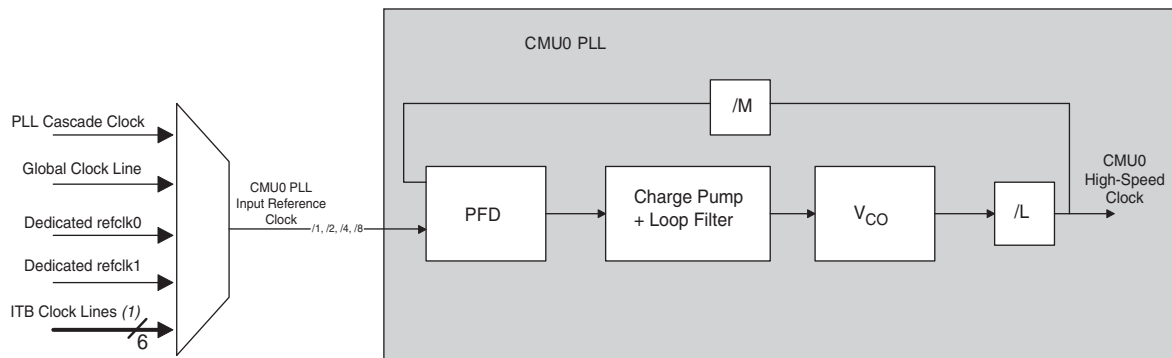 CMU0 PLL
/M
PLL Cascade Clock
Global Clock Line
Dedicated refclk0
Dedicated refclk1
ITB Clock Lines (1)
6
CMU0 PLL
Input Reference
Clock
/1, /2, /4, /8
PFD
Charge Pump
+ Loop Filter
VCO
/L
CMU0
High-Speed
Clock